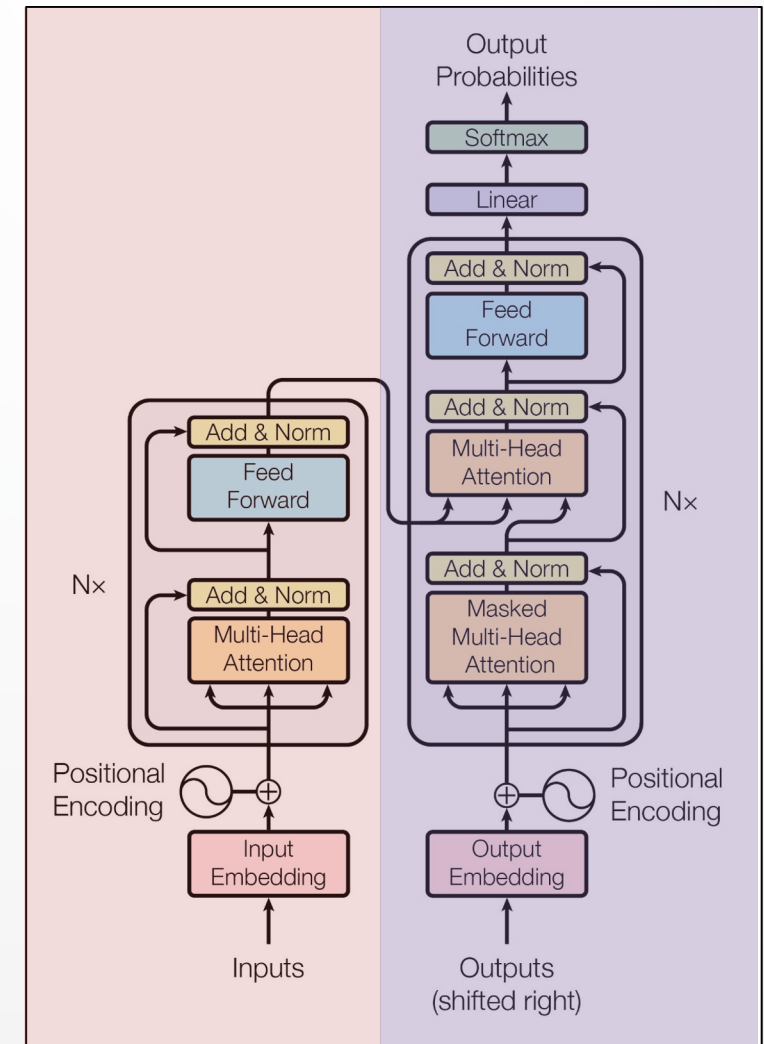 Output
Probabilities
Softmax
Linear
Add & Norm
Feed
Forward
Add & Norm
Multi-Head
Attention
Nx
Add & Norm
Masked
Multi-Head
Attention
Positional
Encoding
Output
Embedding
Outputs
(shifted right)
Add & Norm
Feed
Forward
Nx
Add & Norm
Multi-Head
Attention
Positional
Encoding
Input
Embedding
Inputs